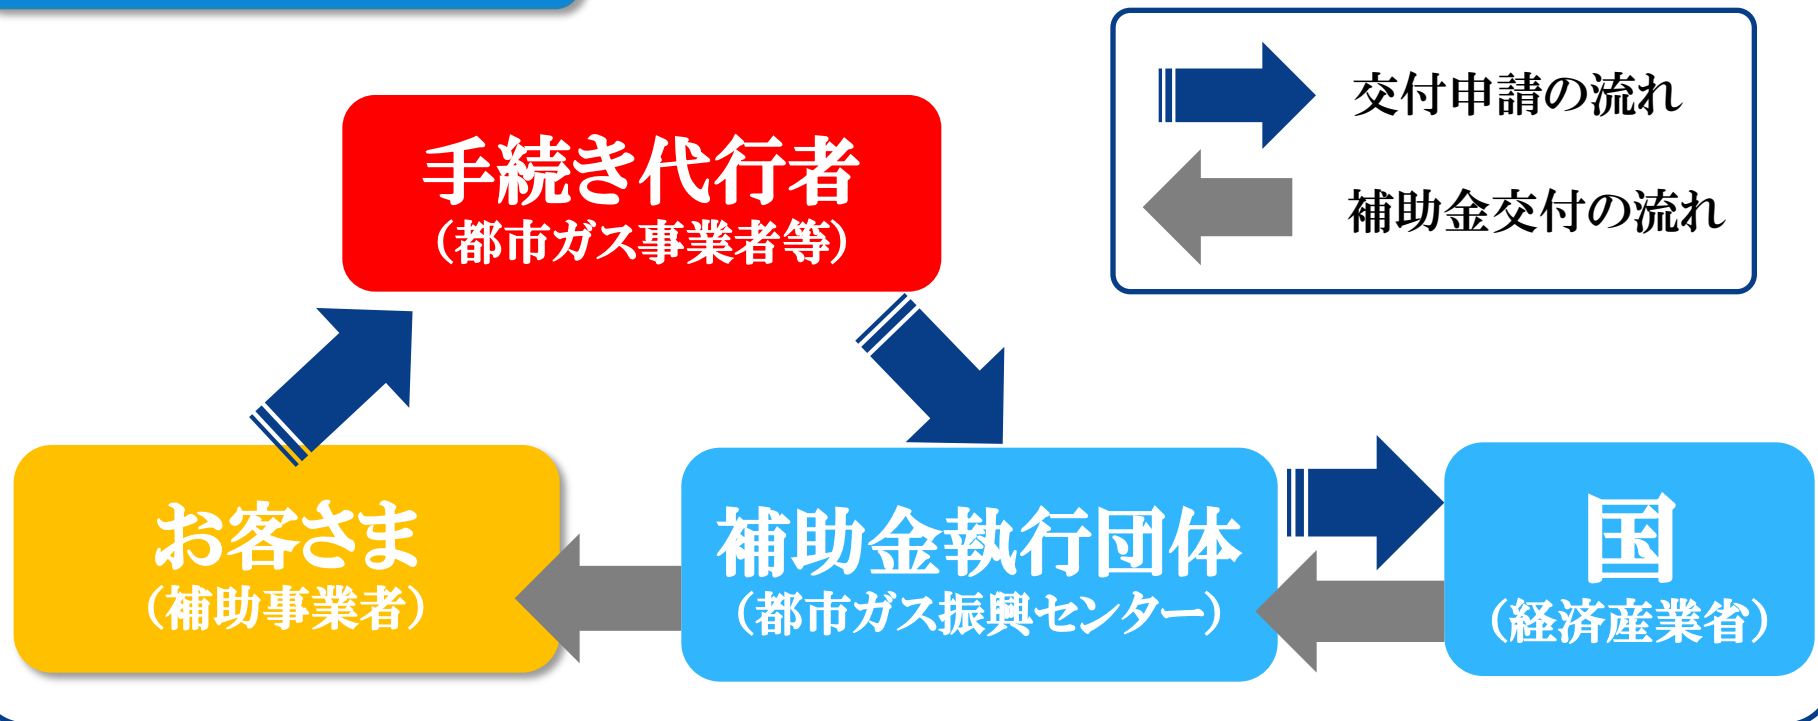 交付申請の流れ
補助金交付の流れ
手続き代行者
（都市ガス事業者等）
お客さま
（補助事業者）
補助金執行団体
（都市ガス振興センター）
国
（経済産業省）